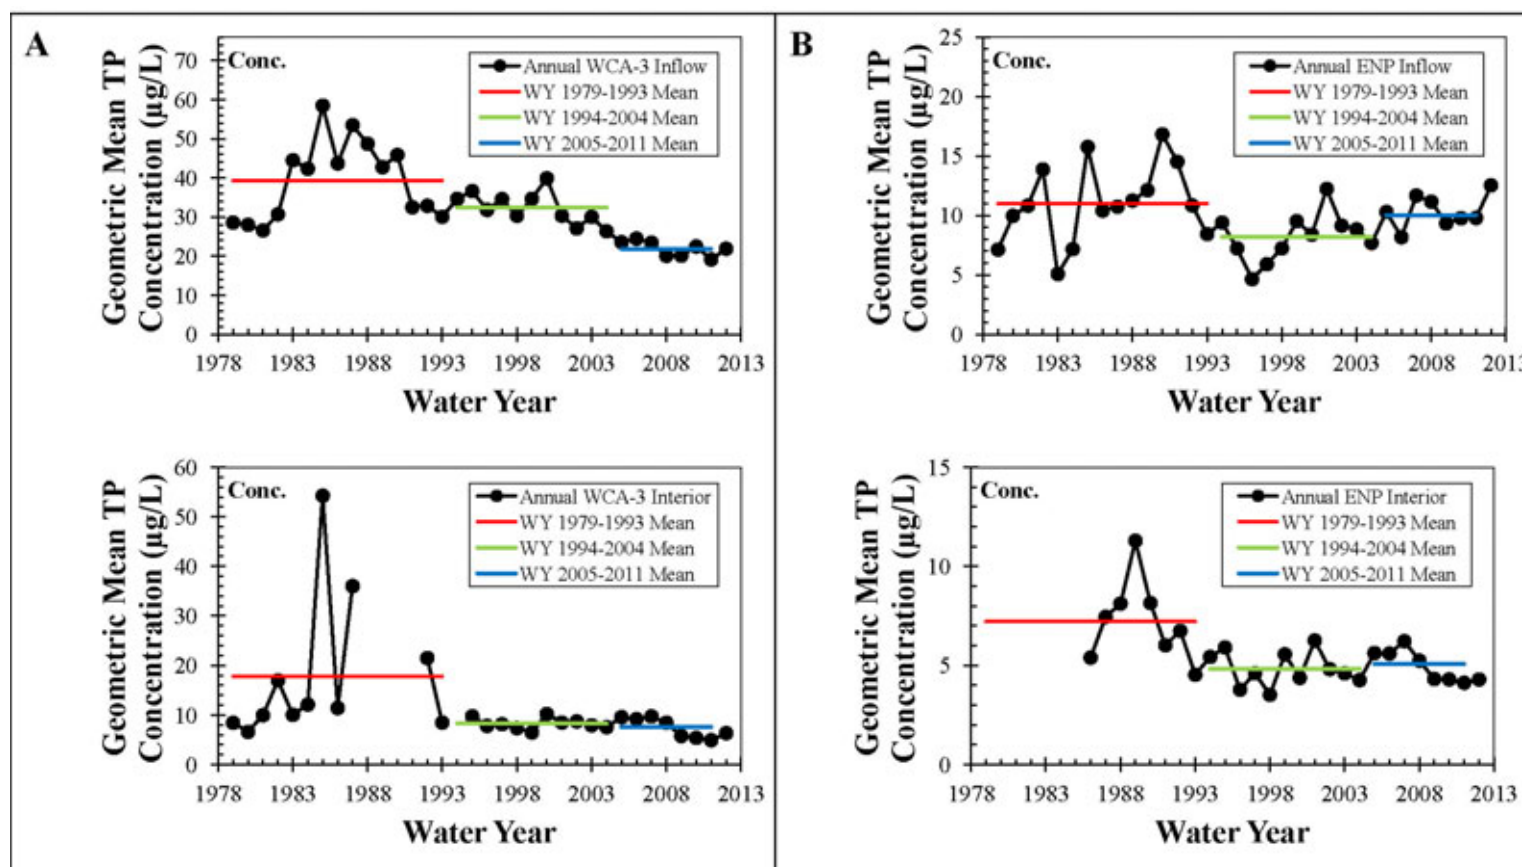 A
Geometric Mean TP
Concentration (µg/L)
70
60
50
40
30
20
10
0
Conc.
Annual WCA-3 Inflow
WY 1979-1993 Mean
WY 1994-2004 Mean
WY 2005-2011 Mean
1978 1983 1988 1993 1998 2003 2008 2013
Water Year
Geometric Mean TP
Concentration (µg/L)
60
50
40
30
20
10
0
Conc.
Annual WCA-3 Interior
WY 1979-1993 Mean
WY 1994-2004 Mean
WY 2005-2011 Mean
1978 1983 1988 1993 1998 2003 2008 2013
Water Year
B
Geometric Mean TP
Concentration (µg/L)
25
20
15
10
5
0
Conc.
Annual ENP Inflow
WY 1979-1993 Mean
WY 1994-2004 Mean
WY 2005-2011 Mean
1978 1983 1988 1993 1998 2003 2008 2013
Water Year
Geometric Mean TP
Concentration (µg/L)
15
10
5
0
Conc.
Annual ENP Interior
WY 1979-1993 Mean
WY 1994-2004 Mean
WY 2005-2011 Mean
1978 1983 1988 1993 1998 2003 2008 2013
Water Year